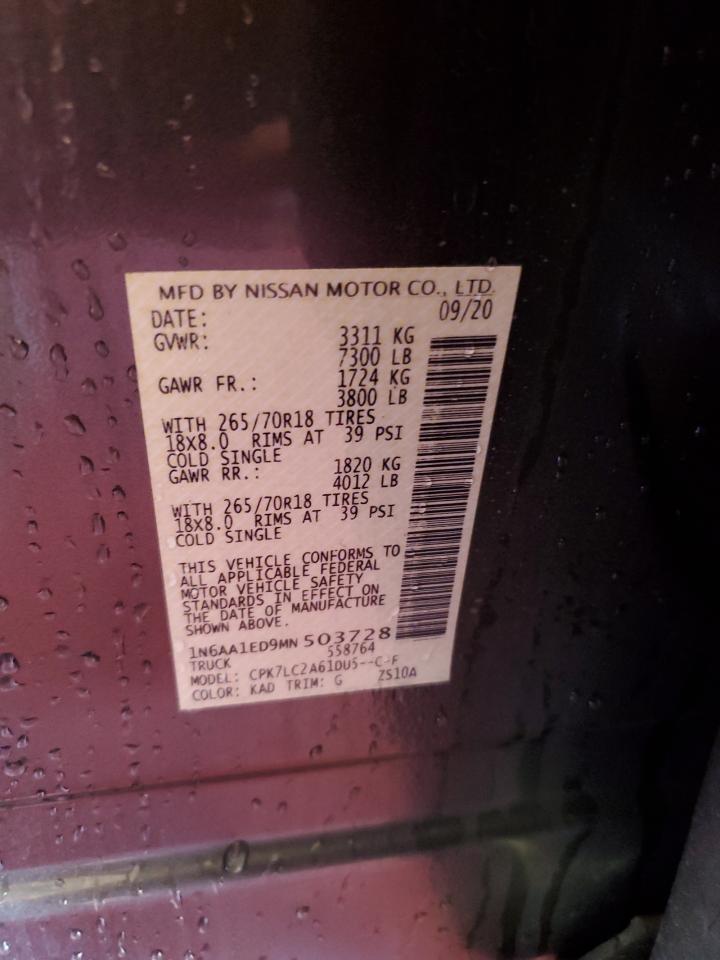 MFD BY NISSAN MOTOR CO., LTD.
DATE: 09/20
GVWR: 3311 KG
7300 LB
GAWR FR.: 1724 KG
3800 LB
WITH 265/70R18 TIRES
18X8.0 RIMS AT 39 PSI
COLD SINGLE
GAWR RR.: 1820 KG
4012 LB
WITH 265/70R18 TIRES
18X8.0 RIMS AT 39 PSI
COLD SINGLE
THIS VEHICLE CONFORMS TO
ALL APPLICABLE FEDERAL
MOTOR VEHICLE SAFETY
STANDARDS IN EFFECT ON
THE DATE OF MANUFACTURE
SHOWN ABOVE.
1N6AA1ED9MN 503728
TRUCK 558764
MODEL: CPK7LC2A61DU5--C-F
COLOR: KAD TRIM: G ZS10A